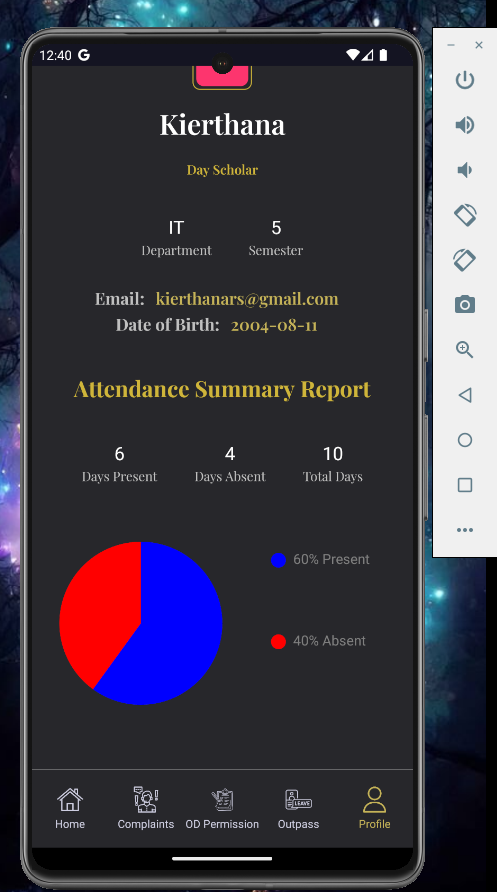 12:40 G
Kierthana
Day Scholar
IT 5
Department Semester
Email: kierthanars@gmail.com
Date of Birth: 2004-08-11
Attendance Summary Report
6 4 10
Days Present Days Absent Total Days
60% Present
40% Absent
LEAVE
Home Complaints OD Permission Outpass Profile